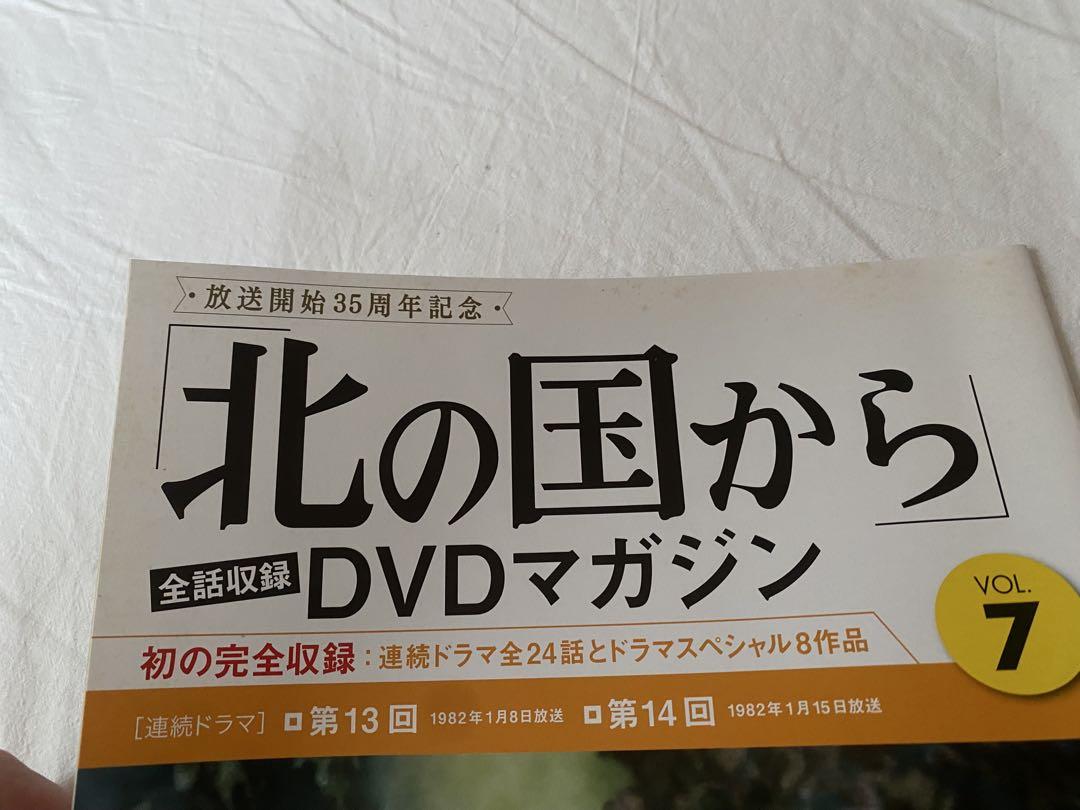 ・放送開始35周年記念・
「北の国から」
全話収録 DVDマガジン
VOL.
7
初の完全収録：連続ドラマ全24話とドラマスペシャル8作品
［連続ドラマ］ 第13回 1982年1月8日放送 第14回 1982年1月15日放送